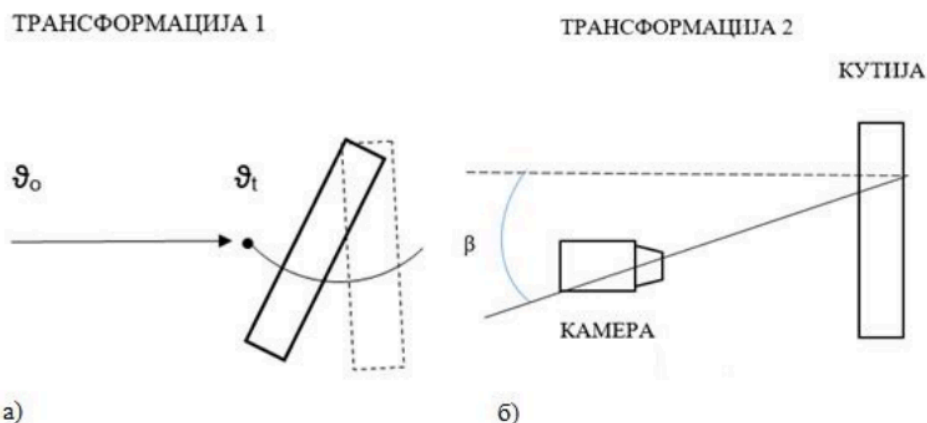 ТРАНСФОРМАЦИЈА 1
ϑo
ϑt
а)
ТРАНСФОРМАЦИЈА 2
КУТИЈА
β
КАМЕРА
б)